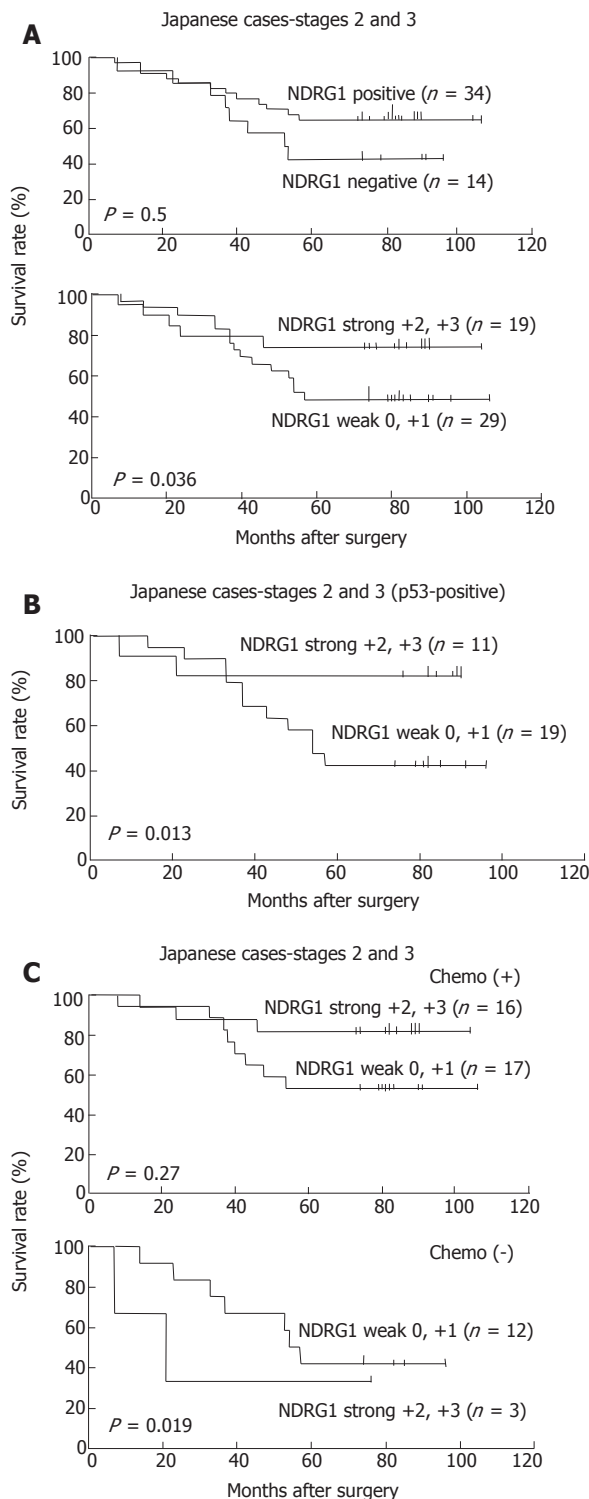 Japanese cases-stages 2 and 3
A
100
80
60
40
20
0
NDRG1 positive (n = 34)
NDRG1 negative (n = 14)
P = 0.5
0 20 40 60 80 100 120
Survival rate (%)
100
80
60
40
20
0
NDRG1 strong +2, +3 (n = 19)
NDRG1 weak 0, +1 (n = 29)
P = 0.036
0 20 40 60 80 100 120
Months after surgery
Japanese cases-stages 2 and 3 (p53-positive)
B
Survival rate (%)
100
80
60
40
20
0
NDRG1 strong +2, +3 (n = 11)
NDRG1 weak 0, +1 (n = 19)
P = 0.013
0 20 40 60 80 100 120
Months after surgery
Japanese cases-stages 2 and 3
C
Chemo (+)
100
80
60
40
20
0
NDRG1 strong +2, +3 (n = 16)
NDRG1 weak 0, +1 (n = 17)
P = 0.27
0 20 40 60 80 100 120
Survival rate (%)
Chemo (-)
100
80
60
40
20
0
NDRG1 weak 0, +1 (n = 12)
NDRG1 strong +2, +3 (n = 3)
P = 0.019
0 20 40 60 80 100 120
Months after surgery